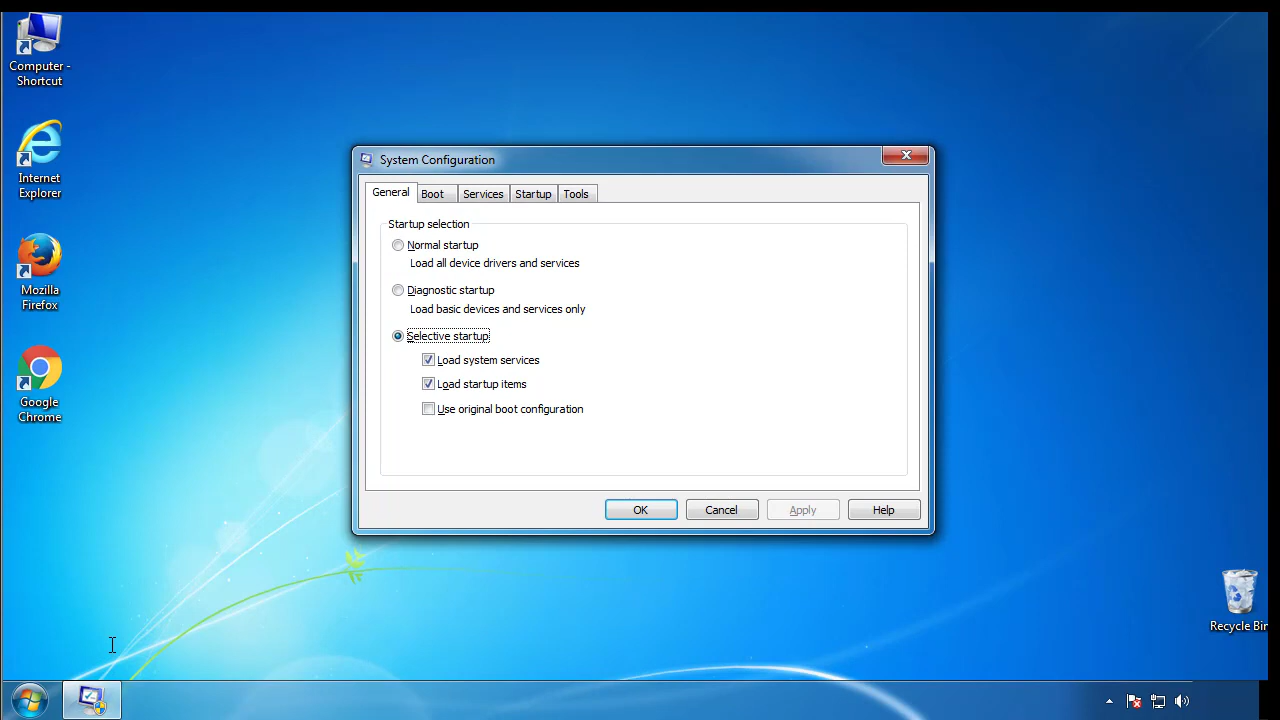 Computer -
Shortcut
Internet
Explorer
Mozilla
Firefox
Google
Chrome
System Configuration
General
Boot
Services
Startup
Tools
Startup selection
Normal startup
Load all device drivers and services
Diagnostic startup
Load basic devices and services only
Selective startup
Load system services
Load startup items
Use original boot configuration
OK
Cancel
Apply
Help
Recycle Bin